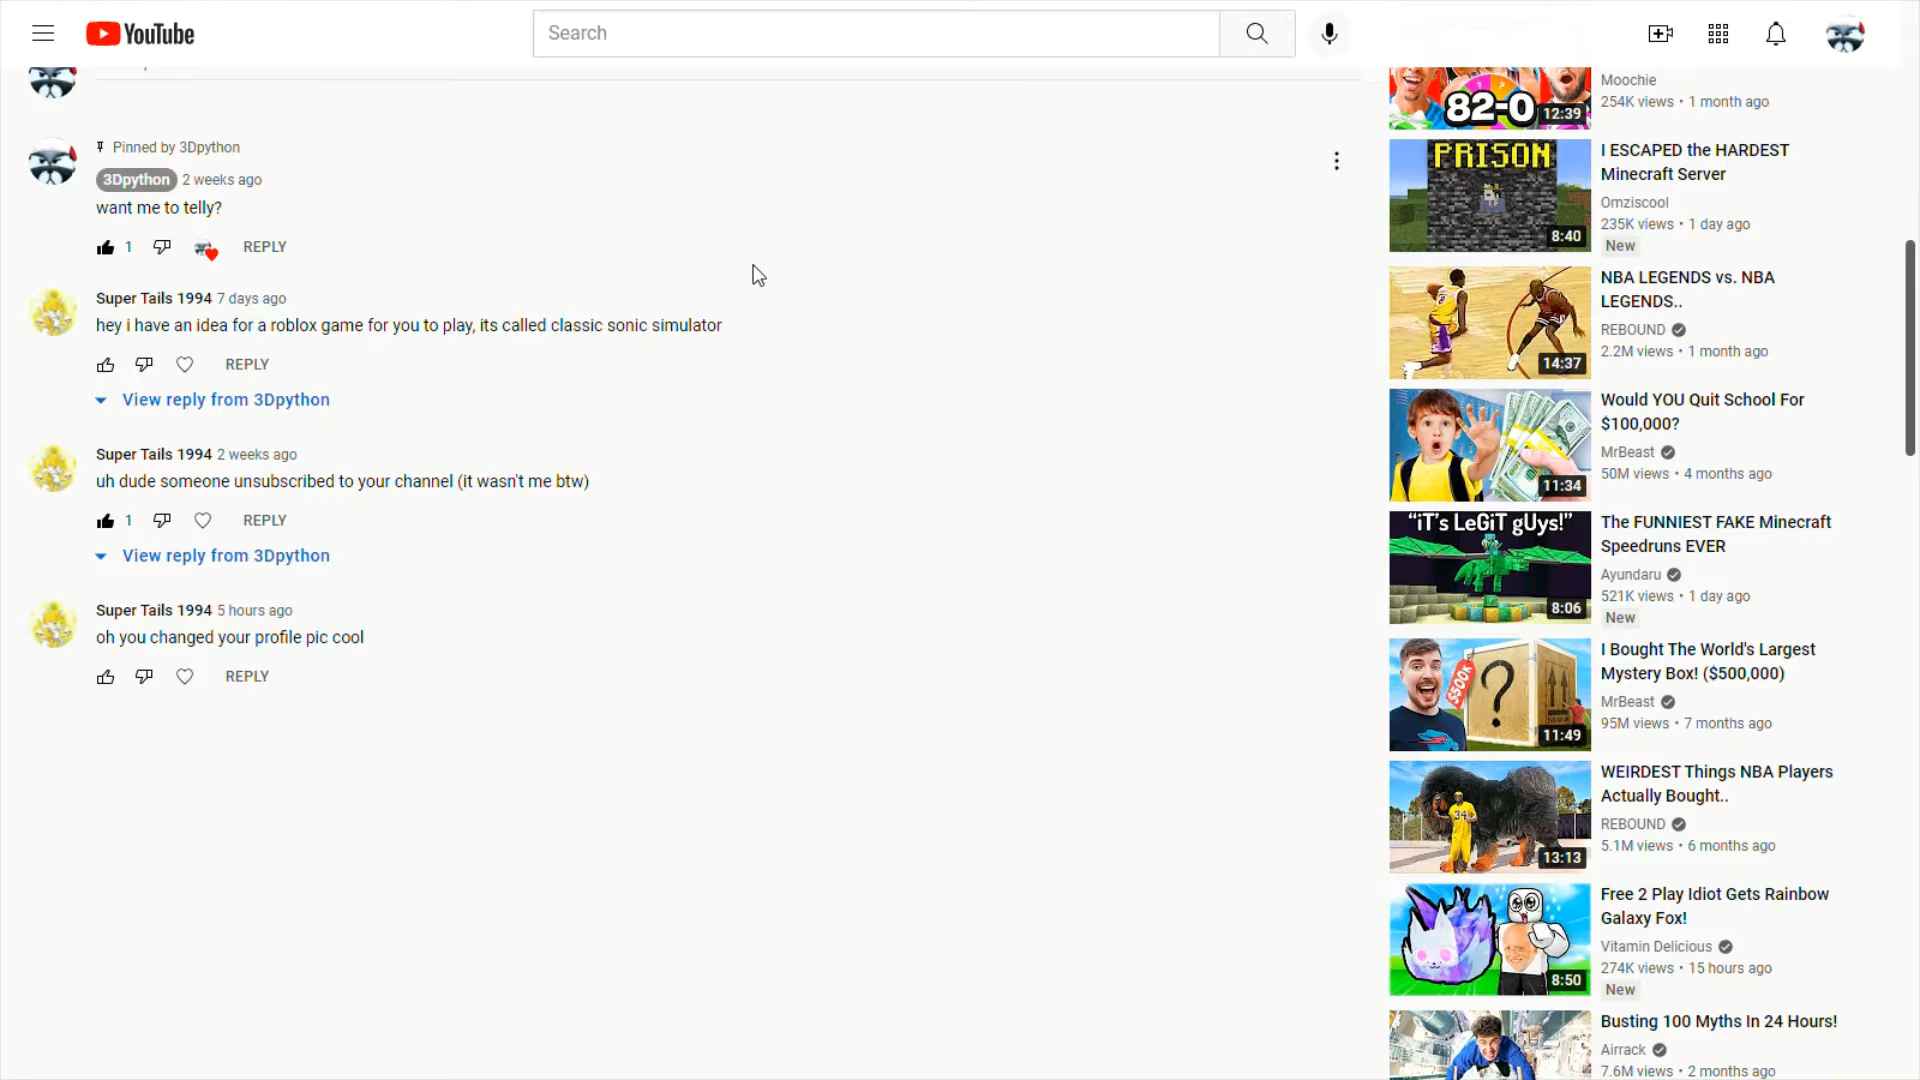 YouTube
Search
Pinned by 3Dpython
3Dpython 2 weeks ago
want me to telly?
1 REPLY
Super Tails 1994 7 days ago
hey i have an idea for a roblox game for you to play, its called classic sonic simulator
REPLY
View reply from 3Dpython
Super Tails 1994 2 weeks ago
uh dude someone unsubscribed to your channel (it wasn't me btw)
1 REPLY
View reply from 3Dpython
Super Tails 1994 5 hours ago
oh you changed your profile pic cool
REPLY
82-0
12:39
Moochie
254K views • 1 month ago
PRISON
8:40
I ESCAPED the HARDEST
Minecraft Server
Omziscool
235K views • 1 day ago
New
14:37
NBA LEGENDS vs. NBA
LEGENDS..
REBOUND
2.2M views • 1 month ago
11:34
Would YOU Quit School For
$100,000?
MrBeast
50M views • 4 months ago
“iT’s LeGiT gUys!”
8:06
The FUNNIEST FAKE Minecraft
Speedruns EVER
Ayundaru
521K views • 1 day ago
New
$500K
?
11:49
I Bought The World's Largest
Mystery Box! ($500,000)
MrBeast
95M views • 7 months ago
34
13:13
WEIRDEST Things NBA Players
Actually Bought..
REBOUND
5.1M views • 6 months ago
8:50
Free 2 Play Idiot Gets Rainbow
Galaxy Fox!
Vitamin Delicious
274K views • 15 hours ago
New
Busting 100 Myths In 24 Hours!
Airrack
7.6M views • 2 months ago